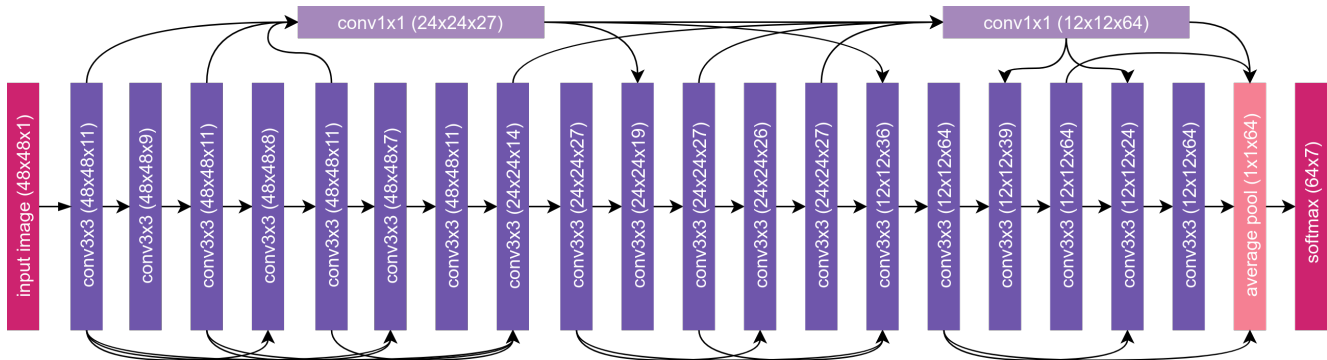 conv1x1 (24x24x27)
conv1x1 (12x12x64)
input image (48x48x1)
conv3x3 (48x48x11)
conv3x3 (48x48x9)
conv3x3 (48x48x11)
conv3x3 (48x48x8)
conv3x3 (48x48x11)
conv3x3 (48x48x7)
conv3x3 (48x48x11)
conv3x3 (24x24x14)
conv3x3 (24x24x27)
conv3x3 (24x24x19)
conv3x3 (24x24x27)
conv3x3 (24x24x26)
conv3x3 (24x24x27)
conv3x3 (12x12x36)
conv3x3 (12x12x64)
conv3x3 (12x12x39)
conv3x3 (12x12x64)
conv3x3 (12x12x24)
conv3x3 (12x12x64)
average pool (1x1x64)
softmax (64x7)